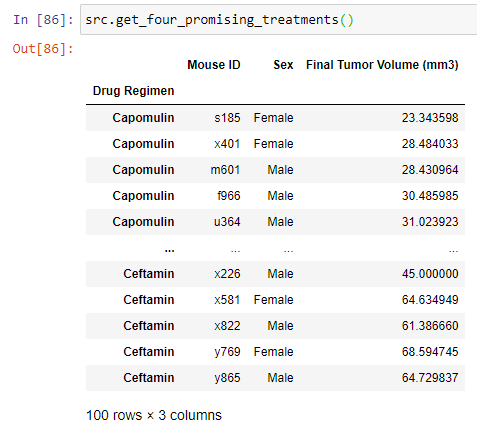 In [86]: src.get_four_promising_treatments()
Out[86]:
Mouse ID Sex Final Tumor Volume (mm3)
Drug Regimen
Capomulin s185 Female 23.343598
Capomulin x401 Female 28.484033
Capomulin m601 Male 28.430964
Capomulin f966 Male 30.485985
Capomulin u364 Male 31.023923
... ... ... ...
Ceftamin x226 Male 45.000000
Ceftamin x581 Female 64.634949
Ceftamin x822 Male 61.386660
Ceftamin y769 Female 68.594745
Ceftamin y865 Male 64.729837
100 rows × 3 columns